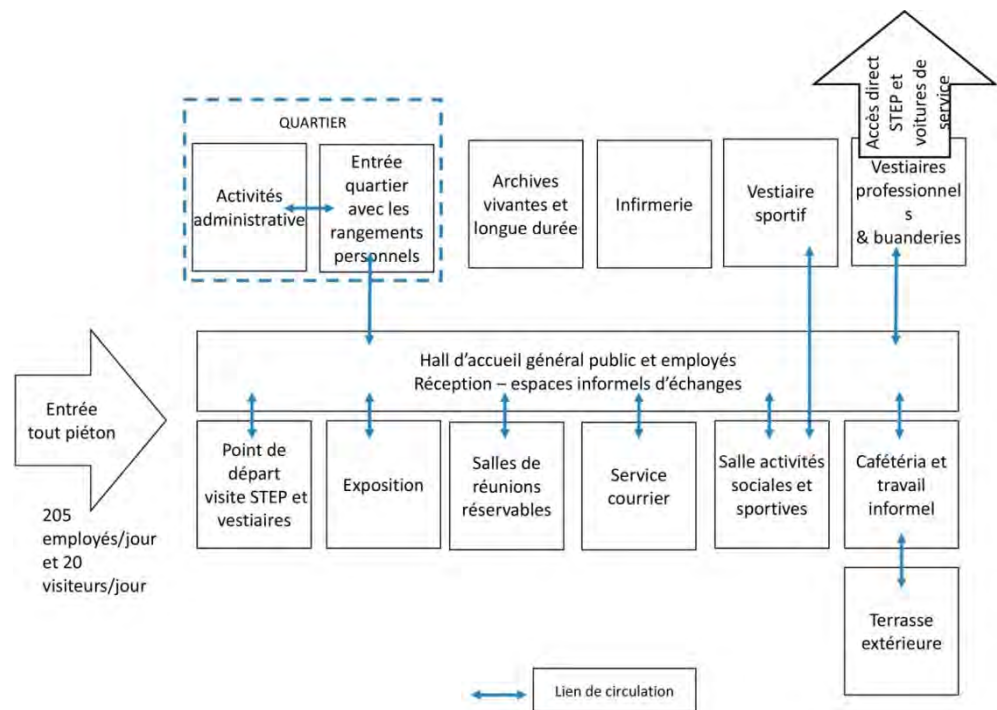 Accès direct
STEP et
voitures de
service
QUARTIER
Activités
administrative
Entrée
quartier
avec les
rangements
personnels
Archives
vivantes et
longue durée
Infirmerie
Vestiaire
sportif
Vestiaires
professionnel
s
& buanderies
Hall d'accueil général public et employés
Réception – espaces informels d'échanges
Entrée
tout piéton
205
employés/jour
et 20
visiteurs/jour
Point de
départ
visite STEP et
vestiaires
Exposition
Salles de
réunions
réservables
Service
courrier
Salle activités
sociales et
sportives
Cafétéria et
travail
informel
Terrasse
extérieure
Lien de circulation